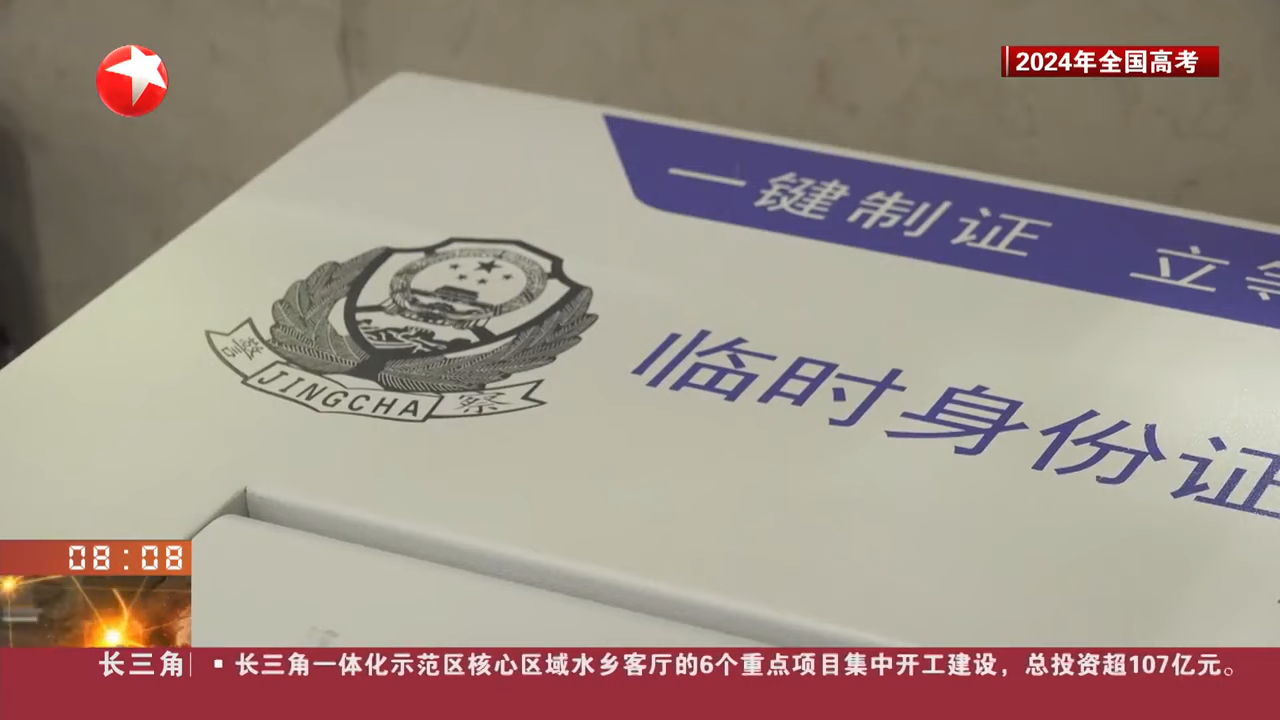 2024年全国高考
一键制证 立
临时身份证
警 JINGCHA 察
08:08
长三角
▪ 长三角一体化示范区核心区域水乡客厅的6个重点项目集中开工建设，总投资超107亿元。